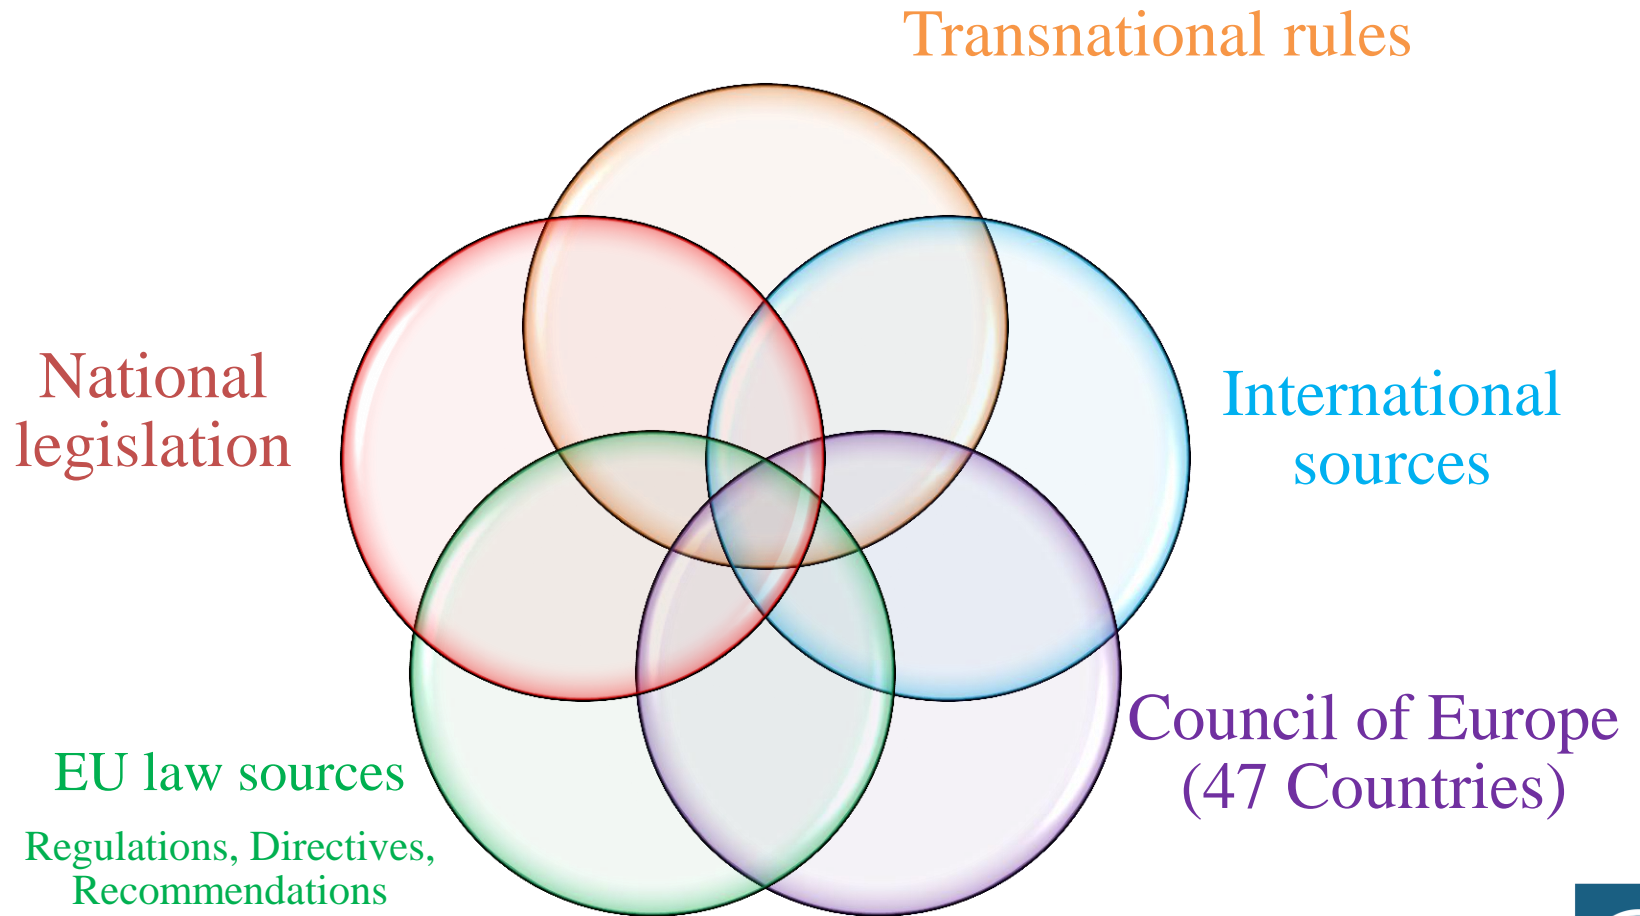 Transnational rules
National
legislation
International
sources
Council of Europe
(47 Countries)
EU law sources
Regulations, Directives,
Recommendations